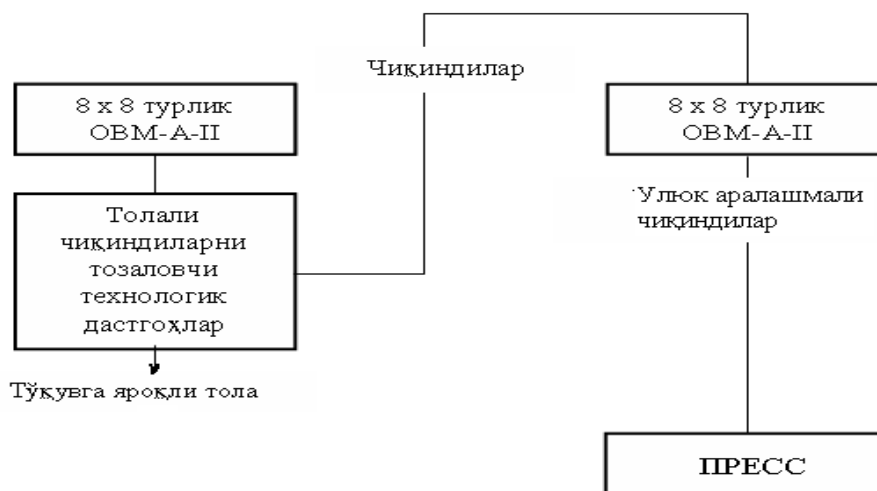 Чиқиндилар
8 х 8 турлик
ОВМ-А-II
8 х 8 турлик
ОВМ-А-II
Толали
чиқиндиларни
тозаловчи
технологик
дастгоҳлар
Улюк аралашмали
чиқиндилар
Тўқувга яроқли тола
ПРЕСС